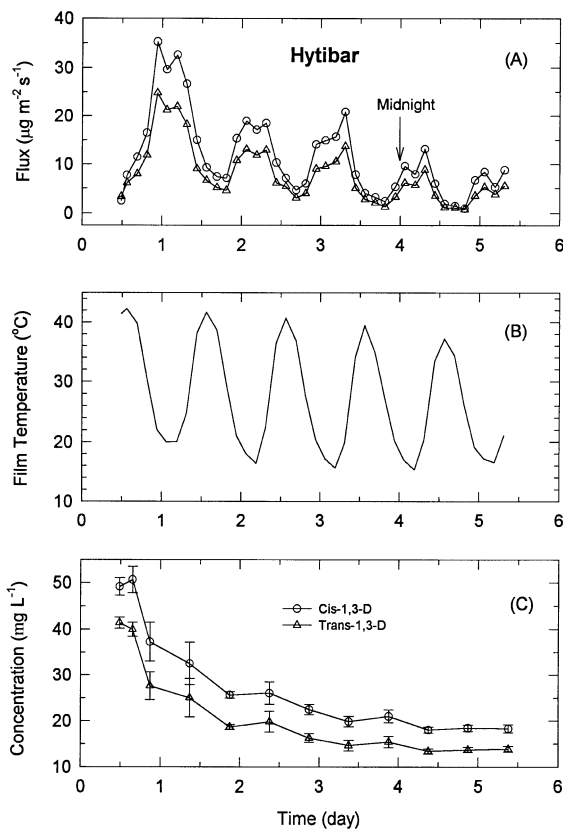 40
Hytibar
(A)
30
Midnight
20
10
0
Flux (µg m⁻² s⁻¹)
0 1 2 3 4 5 6
40
(B)
30
20
10
Film Temperature (°C)
0 1 2 3 4 5 6
50
(C)
Cis-1,3-D
Trans-1,3-D
40
30
20
10
Concentration (mg L⁻¹)
0 1 2 3 4 5 6
Time (day)